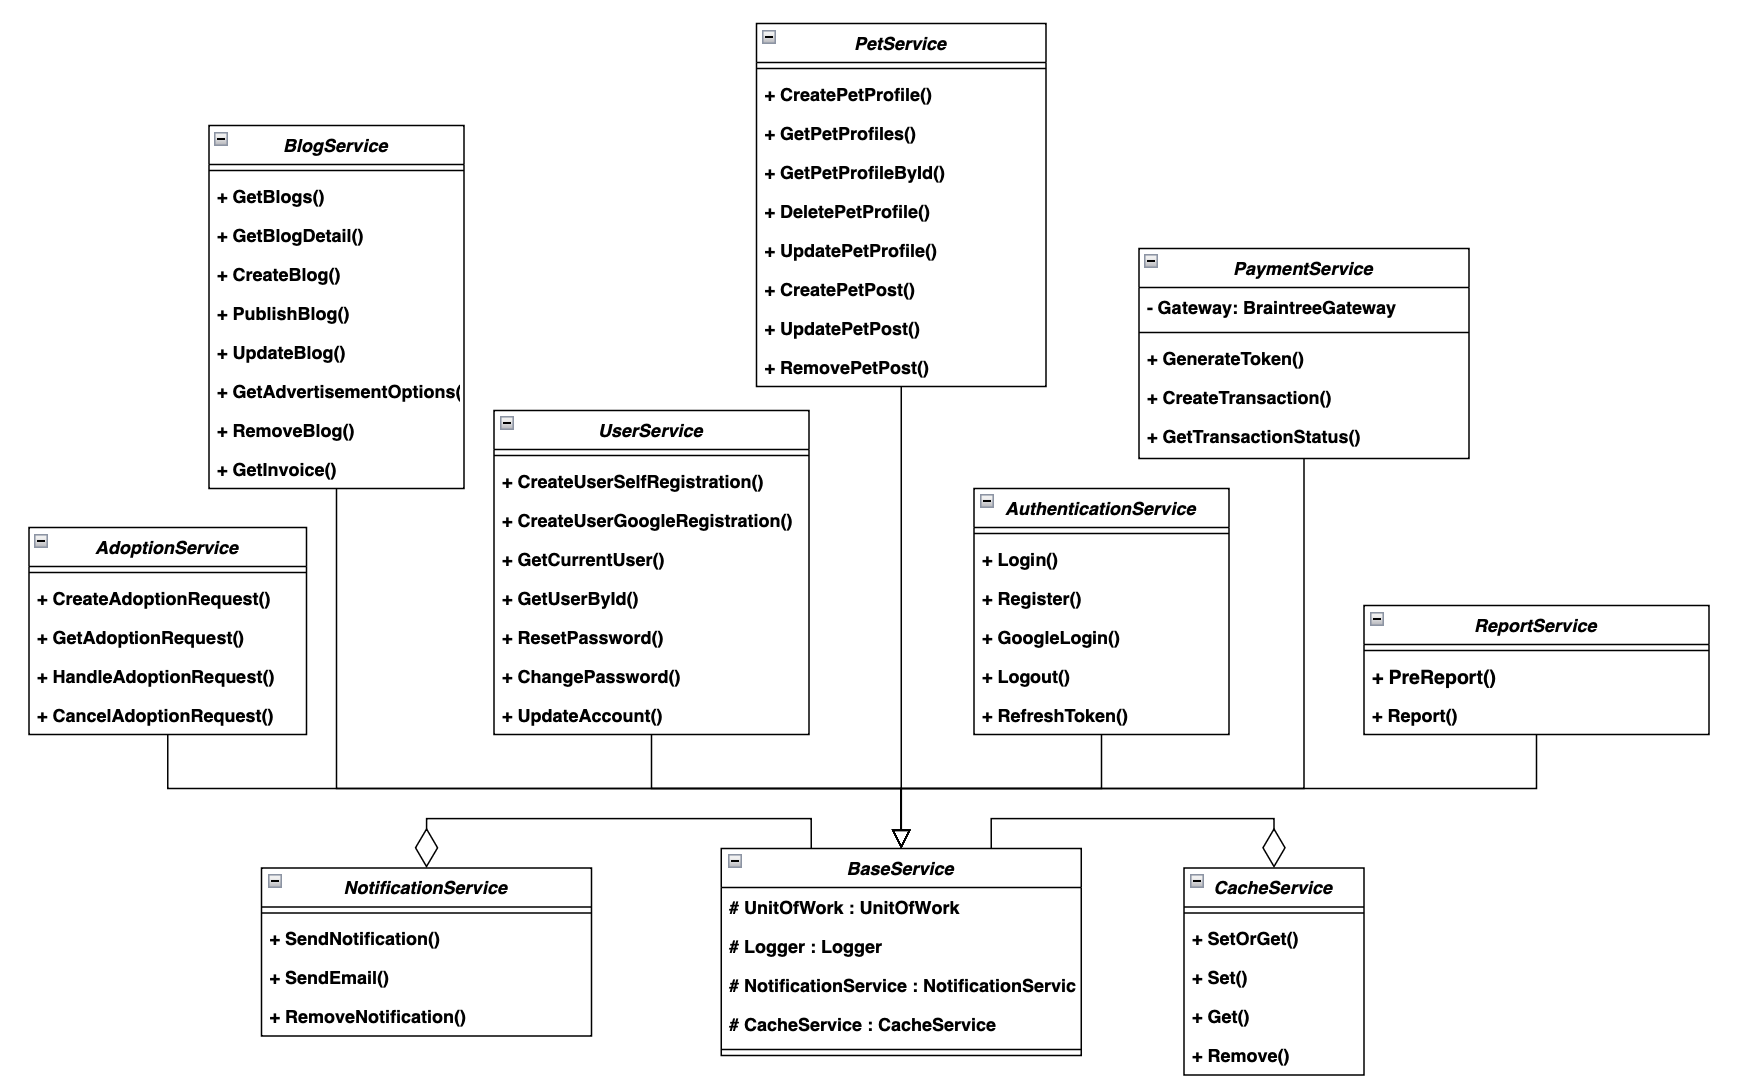 PetService
+ CreatePetProfile()
+ GetPetProfiles()
+ GetPetProfileById()
+ DeletePetProfile()
+ UpdatePetProfile()
+ CreatePetPost()
+ UpdatePetPost()
+ RemovePetPost()
BlogService
+ GetBlogs()
+ GetBlogDetail()
+ CreateBlog()
+ PublishBlog()
+ UpdateBlog()
+ GetAdvertisementOptions(
+ RemoveBlog()
+ GetInvoice()
PaymentService
- Gateway: BraintreeGateway
+ GenerateToken()
+ CreateTransaction()
+ GetTransactionStatus()
UserService
+ CreateUserSelfRegistration()
+ CreateUserGoogleRegistration()
+ GetCurrentUser()
+ GetUserById()
+ ResetPassword()
+ ChangePassword()
+ UpdateAccount()
AuthenticationService
+ Login()
+ Register()
+ GoogleLogin()
+ Logout()
+ RefreshToken()
AdoptionService
+ CreateAdoptionRequest()
+ GetAdoptionRequest()
+ HandleAdoptionRequest()
+ CancelAdoptionRequest()
ReportService
+ PreReport()
+ Report()
NotificationService
+ SendNotification()
+ SendEmail()
+ RemoveNotification()
BaseService
# UnitOfWork : UnitOfWork
# Logger : Logger
# NotificationService : NotificationServic
# CacheService : CacheService
CacheService
+ SetOrGet()
+ Set()
+ Get()
+ Remove()